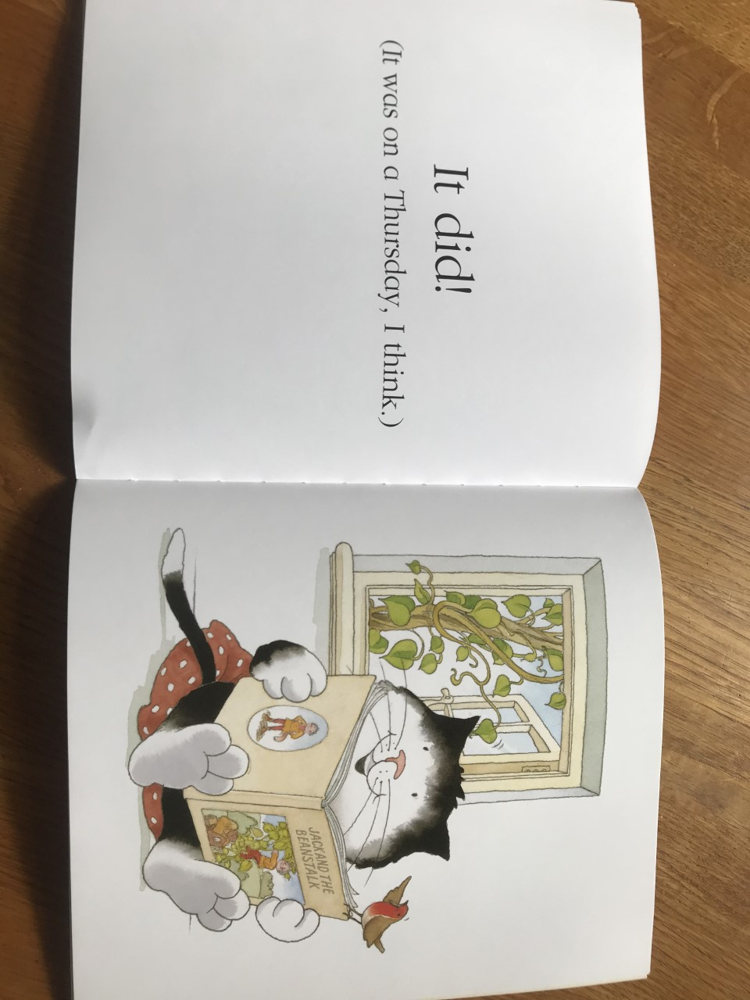 It did!
(It was on a Thursday, I think.)
JACK AND THE
BEANSTALK